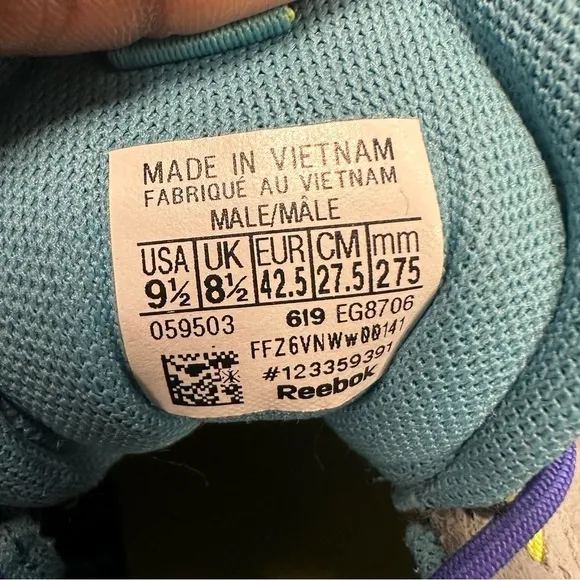 MADE IN VIETNAM
FABRIQUÉ AU VIETNAM
MALE/MÂLE
USA UK EUR CM mm
9½ 8½ 42.5 27.5 275
059503 619 EG8706
FFZ6VNWw00141
#123359391
Reebok